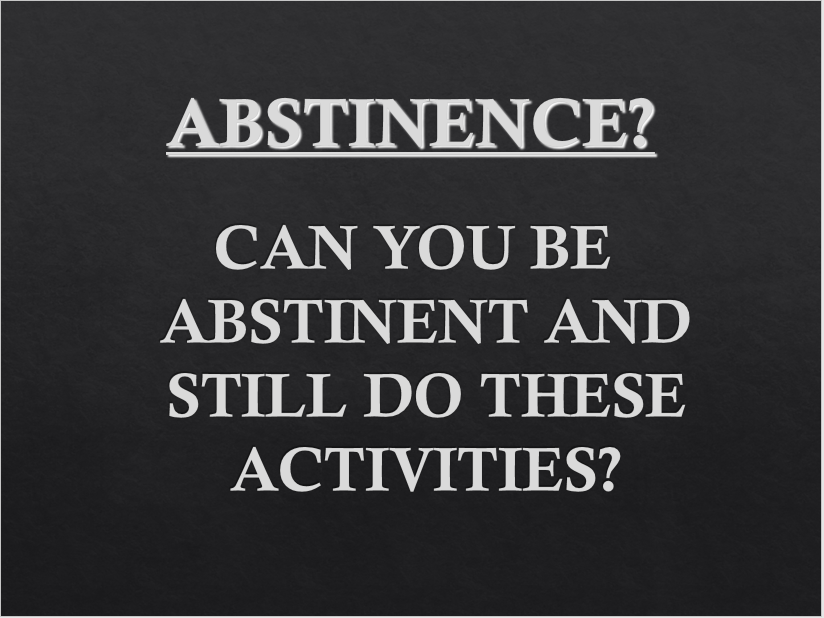 ABSTINENCE?
CAN YOU BE
ABSTINENT AND
STILL DO THESE
ACTIVITIES?